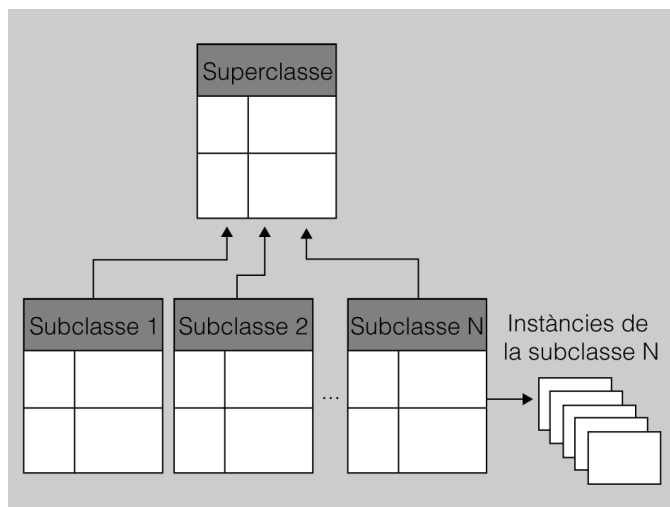 Superclasse
Subclasse 1
Subclasse 2
...
Subclasse N
Instàncies de
la subclasse N